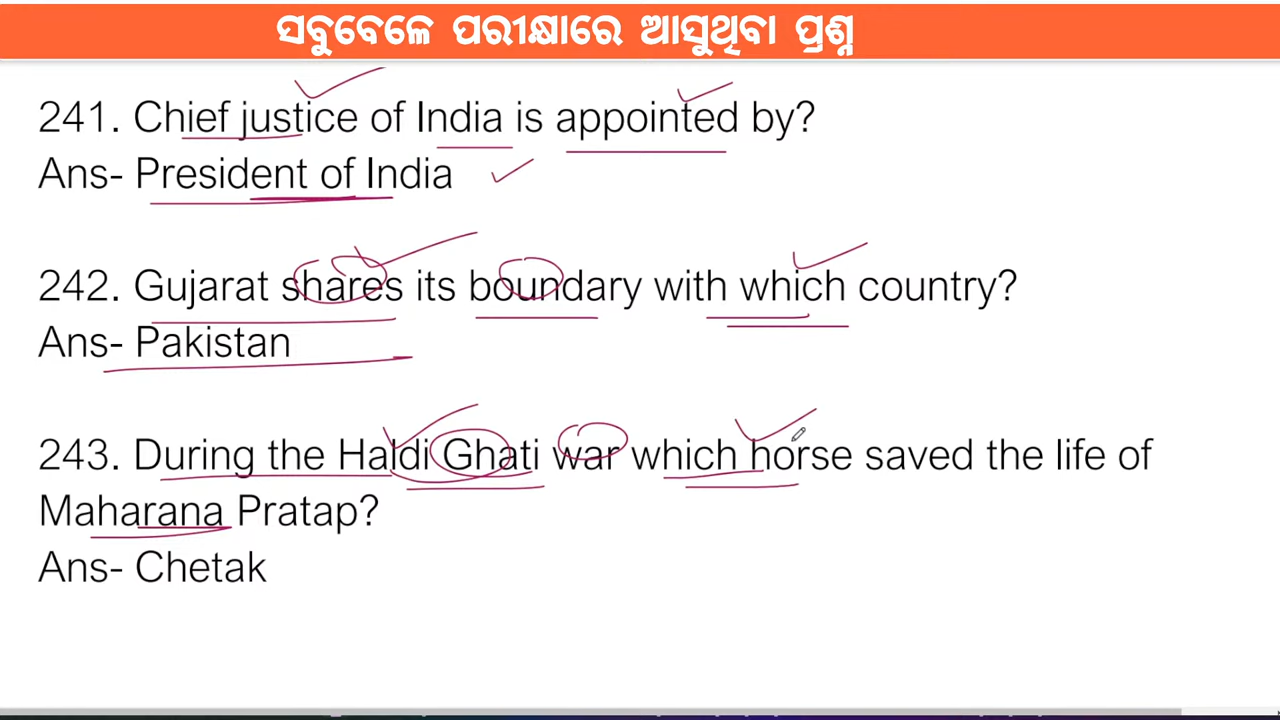 ସବୁବେଳେ ପରୀକ୍ଷାରେ ଆସୁଥିବା ପ୍ରଶ୍ନ
241. Chief justice of India is appointed by?
Ans- President of India
242. Gujarat shares its boundary with which country?
Ans- Pakistan
243. During the Haldi Ghati war which horse saved the life of
Maharana Pratap?
Ans- Chetak